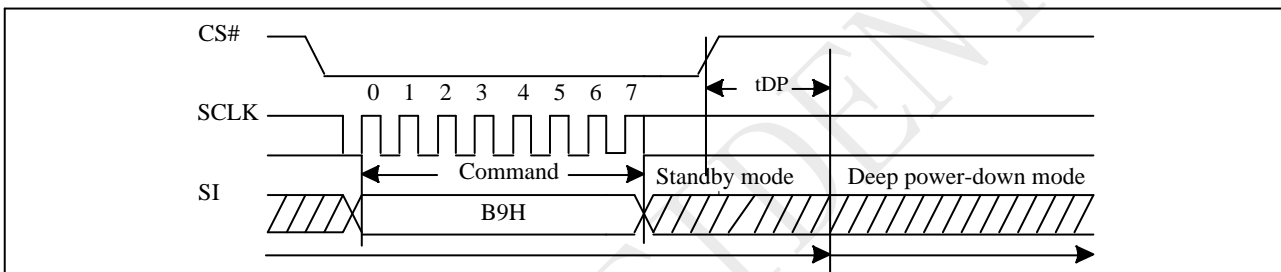 CS#
tDP
0 1 2 3 4 5 6 7
SCLK
Command
Standby mode
Deep power-down mode
SI
B9H